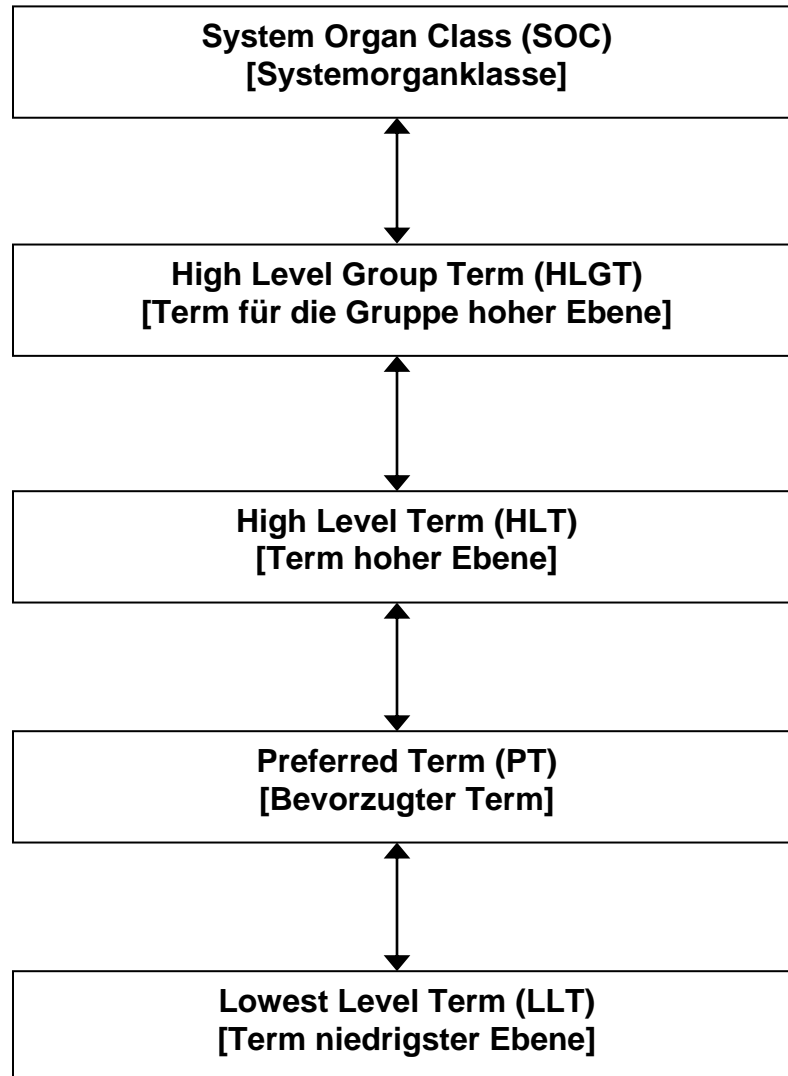 System Organ Class (SOC)
[Systemorganklasse]
High Level Group Term (HLGT)
[Term für die Gruppe hoher Ebene]
High Level Term (HLT)
[Term hoher Ebene]
Preferred Term (PT)
[Bevorzugter Term]
Lowest Level Term (LLT)
[Term niedrigster Ebene]